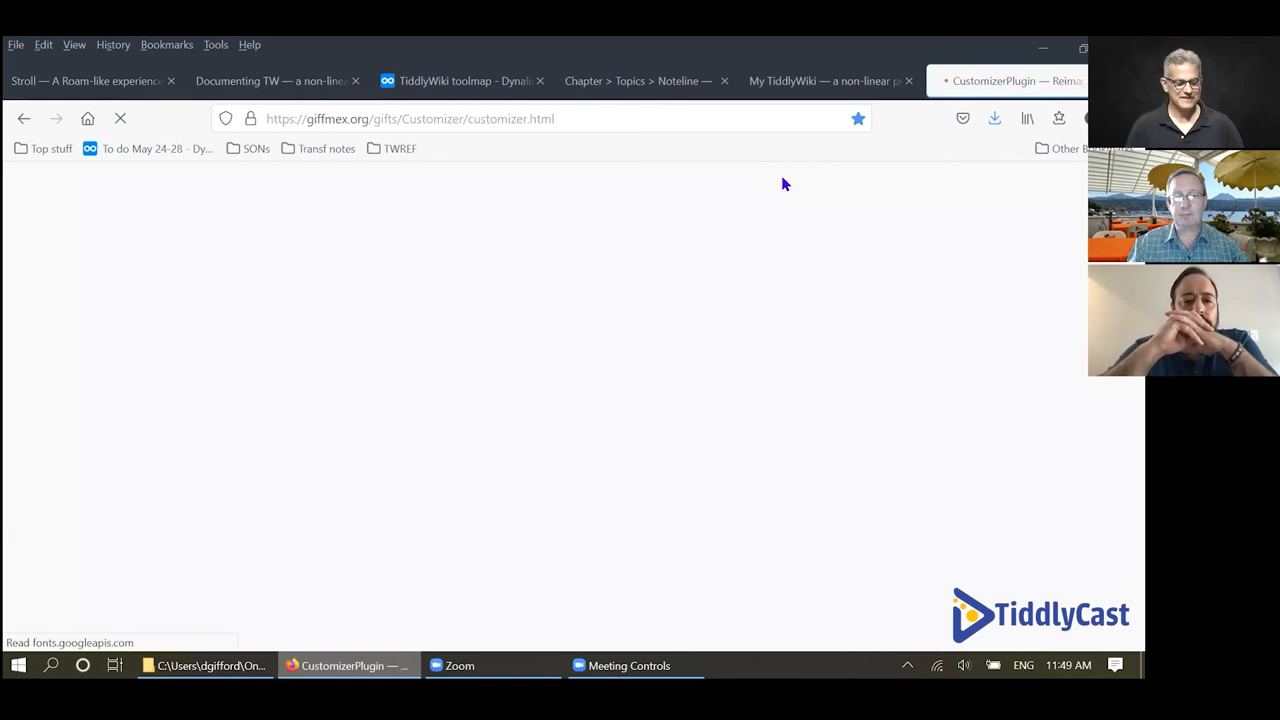 File Edit View History Bookmarks Tools Help
Stroll — A Roam-like experience Documenting TW — a non-linea TiddlyWiki toolmap - Dynali Chapter > Topics > Noteline — My TiddlyWiki — a non-linear p CustomizerPlugin — Reima
https://giffmex.org/gifts/Customizer/customizer.html
Top stuff To do May 24-28 - Dy... SONs Transf notes TWREF Other Bookmarks
TiddlyCast
Read fonts.googleapis.com
C:\Users\dgifford\On... CustomizerPlugin — ... Zoom Meeting Controls ENG 11:49 AM